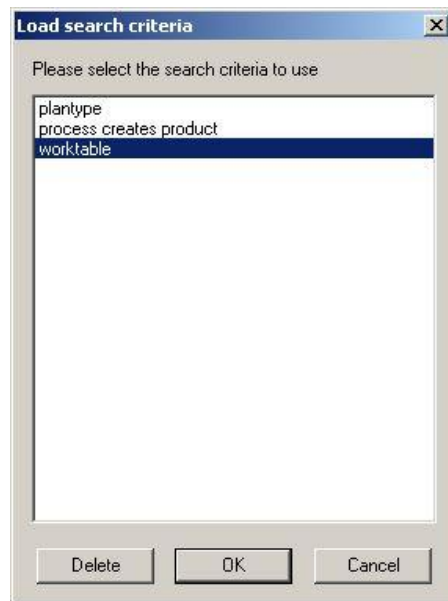 Load search criteria
Please select the search criteria to use
plantype
process creates product
worktable
Delete OK Cancel